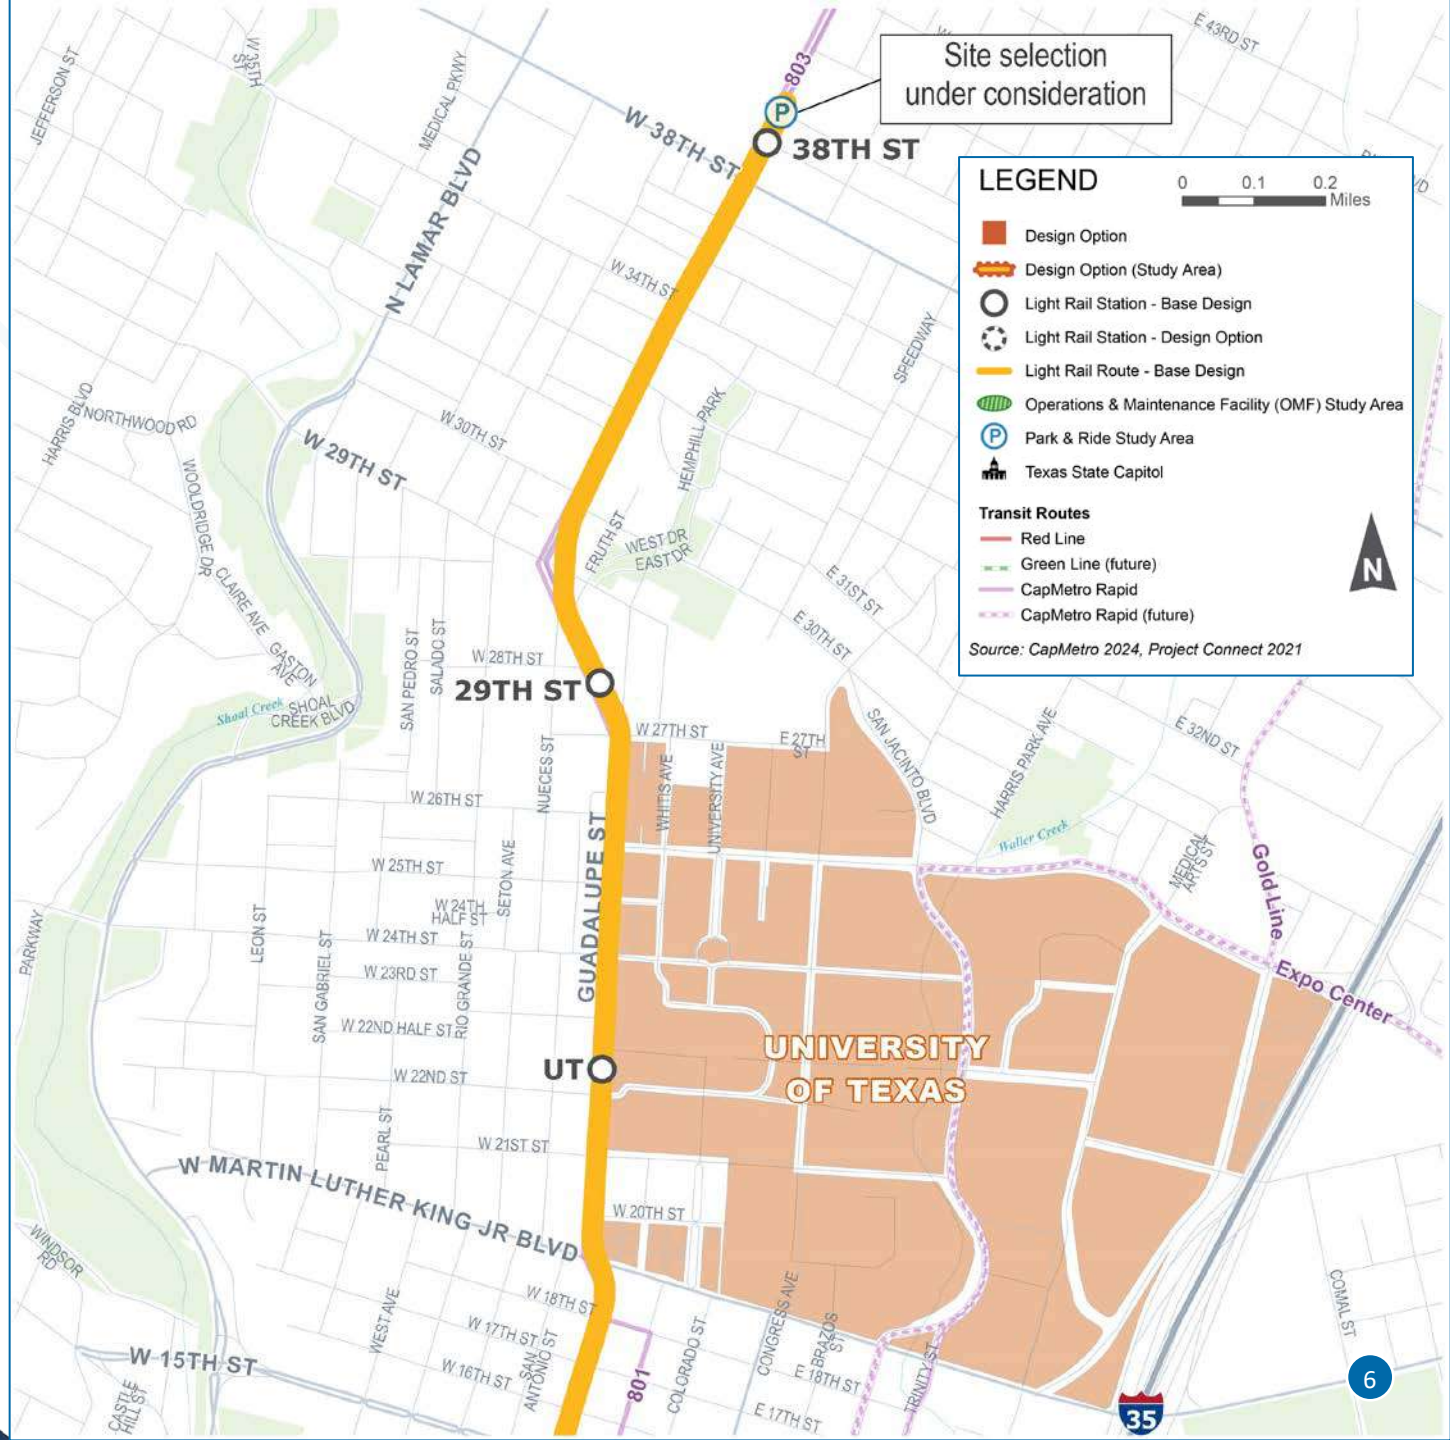 Site selection
under consideration
803
E 43RD ST
W 35TH
ST
JEFFERSON ST
MEDICAL PKWY
W 38TH ST
38TH ST
P
N LAMAR BLVD
W 34TH ST
SPEEDWAY
LEGEND
0 0.1 0.2
Miles
Design Option
Design Option (Study Area)
Light Rail Station - Base Design
Light Rail Station - Design Option
Light Rail Route - Base Design
Operations & Maintenance Facility (OMF) Study Area
P Park & Ride Study Area
Texas State Capitol
Transit Routes
Red Line
Green Line (future)
CapMetro Rapid
CapMetro Rapid (future)
N
Source: CapMetro 2024, Project Connect 2021
HARRIS BLVD
NORTHWOOD RD
W 30TH ST
W 29TH ST
HEMPHILL PARK
WOOLDRIDGE DR
FRUTH ST
WEST DR
EAST DR
E 31ST ST
E 30TH ST
CLAIRE AVE
GASTON
AVE
SAN PEDRO ST
SALADO ST
W 28TH ST
29TH ST
Shoal Creek
SHOAL
CREEK BLVD
W 27TH ST
E 27TH
ST
SAN JACINTO BLVD
HARRIS PARK AVE
E 32ND ST
NUECES ST
WHITIS AVE
UNIVERSITY AVE
W 26TH ST
GUADALUPE ST
Waller Creek
MEDICAL
ARTS ST
Gold Line
W 25TH ST
SETON AVE
W 24TH
HALF ST
LEON ST
W 24TH ST
PARKWAY
SAN GABRIEL ST
W 23RD ST
RIO GRANDE ST
Expo Center
W 22ND HALF ST
UNIVERSITY
OF TEXAS
UT
W 22ND ST
PEARL ST
W 21ST ST
W MARTIN LUTHER KING JR BLVD
W 20TH ST
WINDSOR
RD
W 18TH ST
WEST AVE
W 17TH ST
SAN
ANTONIO ST
W 16TH ST
W 15TH ST
CASTLE
HILL ST
801
COLORADO ST
CONGRESS AVE
BRAZOS
ST
E 18TH ST
E 17TH ST
TRINITY ST
COMAL ST
35
6